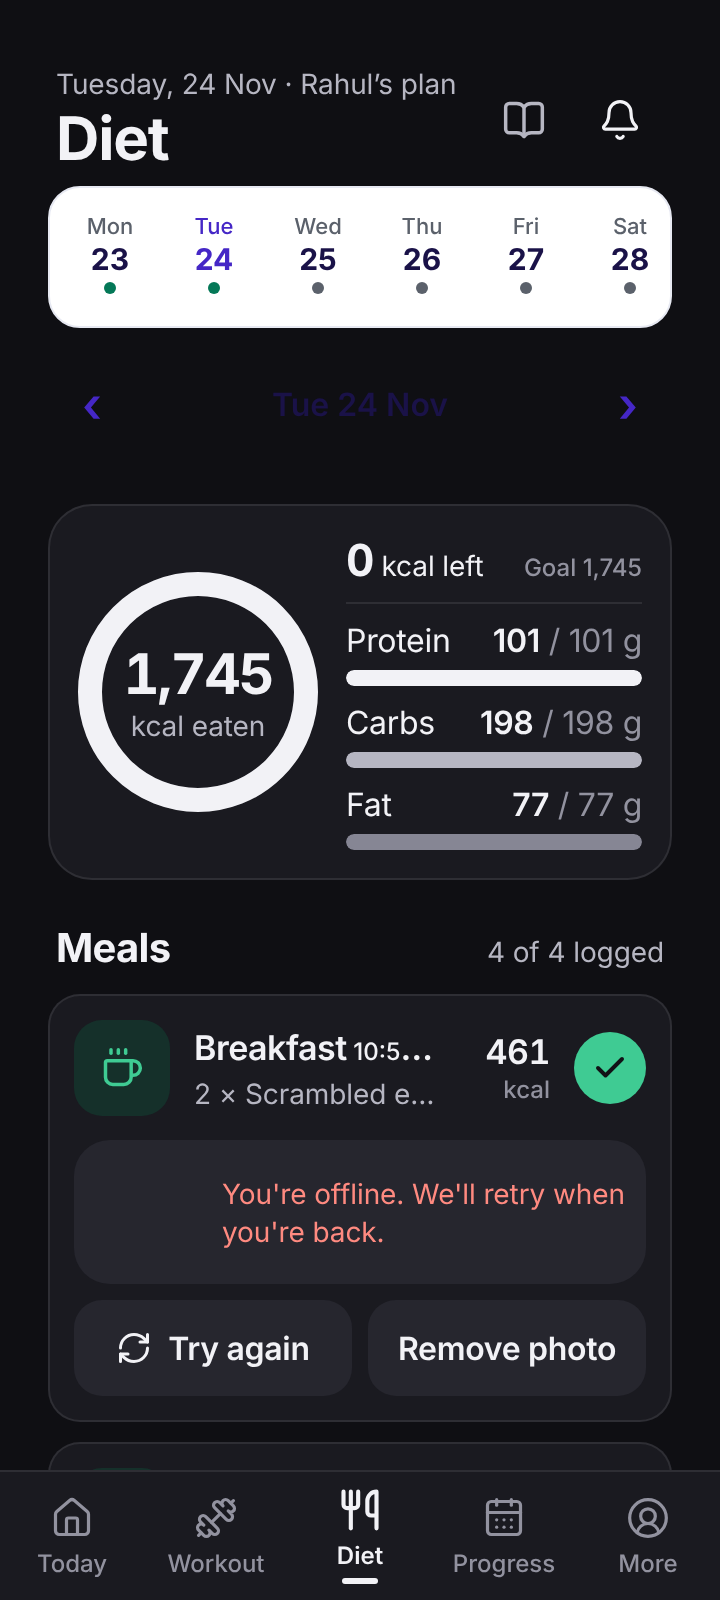 Tuesday, 24 Nov · Rahul’s plan
Diet
Mon Tue Wed Thu Fri Sat
23 24 25 26 27 28
‹ Tue 24 Nov ›
0 kcal left Goal 1,745
1,745
kcal eaten
Protein 101 / 101 g
Carbs 198 / 198 g
Fat 77 / 77 g
Meals 4 of 4 logged
Breakfast 10:5... 461
2 × Scrambled e... kcal
You're offline. We'll retry when
you're back.
Try again Remove photo
Today Workout Diet Progress More